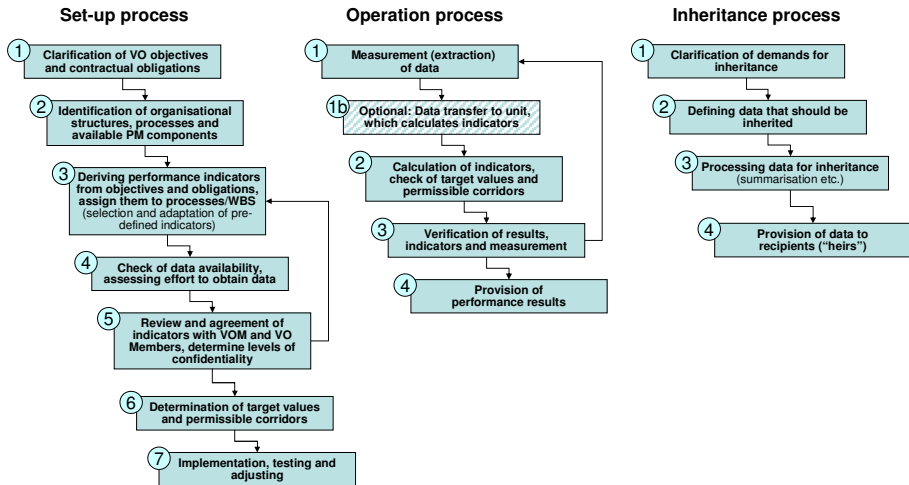 Set-up process
1
Clarification of VO objectives
and contractual obligations
2
Identification of organisational
structures, processes and
available PM components
3
Deriving performance indicators
from objectives and obligations,
assign them to processes/WBS
(selection and adaptation of pre-
defined indicators)
4
Check of data availability,
assessing effort to obtain data
5
Review and agreement of
indicators with VOM and VO
Members, determine levels of
confidentiality
6
Determination of target values
and permissible corridors
7
Implementation, testing and
adjusting
Operation process
1
Measurement (extraction)
of data
1b
Optional: Data transfer to unit,
which calculates indicators
2
Calculation of indicators,
check of target values and
permissible corridors
3
Verification of results,
indicators and measurement
4
Provision of
performance results
Inheritance process
1
Clarification of demands for
inheritance
2
Defining data that should be
inherited
3
Processing data for inheritance
(summarisation etc.)
4
Provision of data to
recipients (“heirs”)